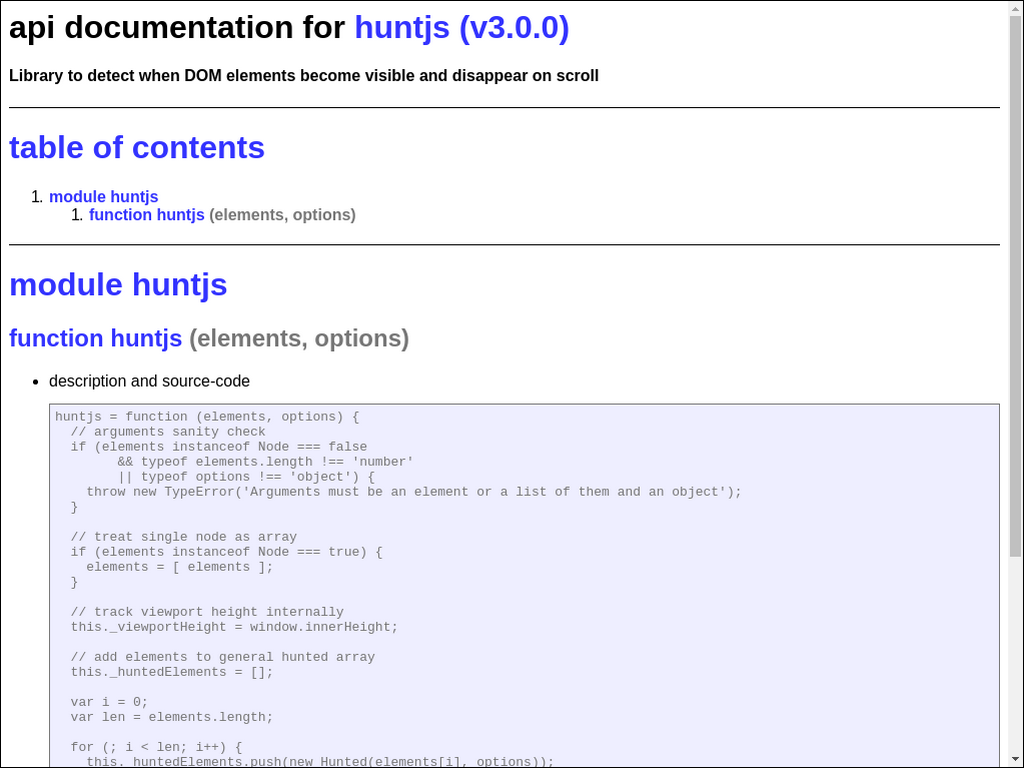 api documentation for huntjs (v3.0.0)
Library to detect when DOM elements become visible and disappear on scroll
table of contents
1. module huntjs
1. function huntjs (elements, options)
module huntjs
function huntjs (elements, options)
• description and source-code
huntjs = function (elements, options) {
  // arguments sanity check
  if (elements instanceof Node === false
        && typeof elements.length !== 'number'
        || typeof options !== 'object') {
    throw new TypeError('Arguments must be an element or a list of them and an object');
  }
  // treat single node as array
  if (elements instanceof Node === true) {
    elements = [ elements ];
  }
  // track viewport height internally
  this._viewportHeight = window.innerHeight;
  // add elements to general hunted array
  this._huntedElements = [];
  var i = 0;
  var len = elements.length;
  for (; i < len; i++) {
    this._huntedElements.push(new Hunted(elements[i], options));